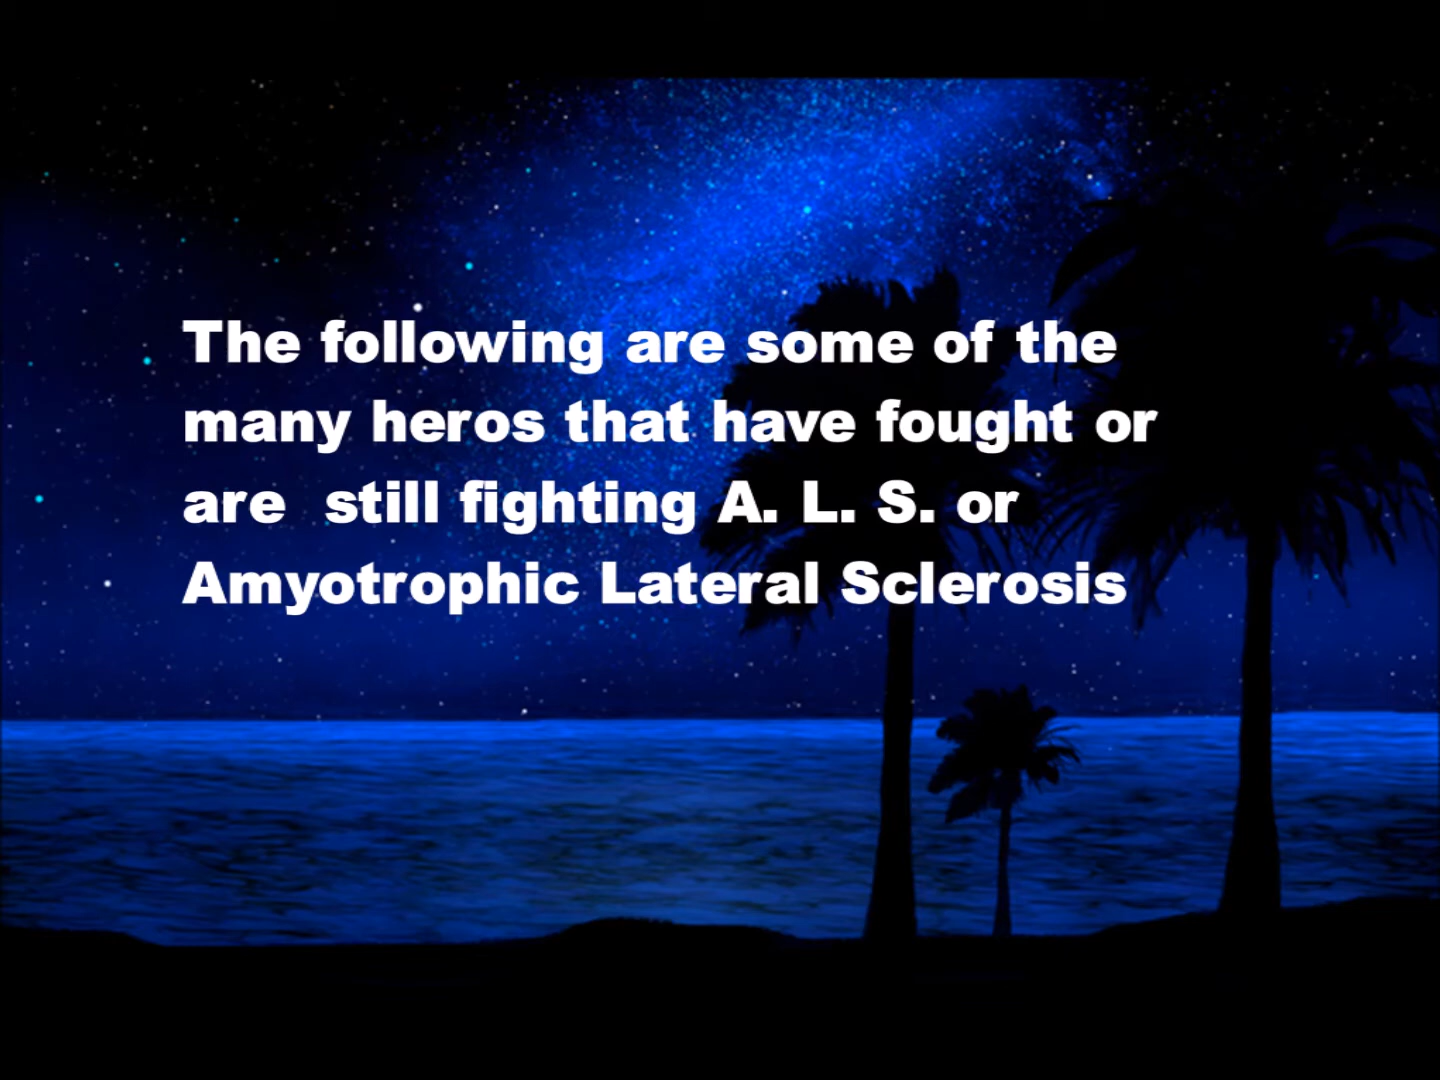 The following are some of the
many heros that have fought or
are  still fighting A. L. S. or
Amyotrophic Lateral Sclerosis